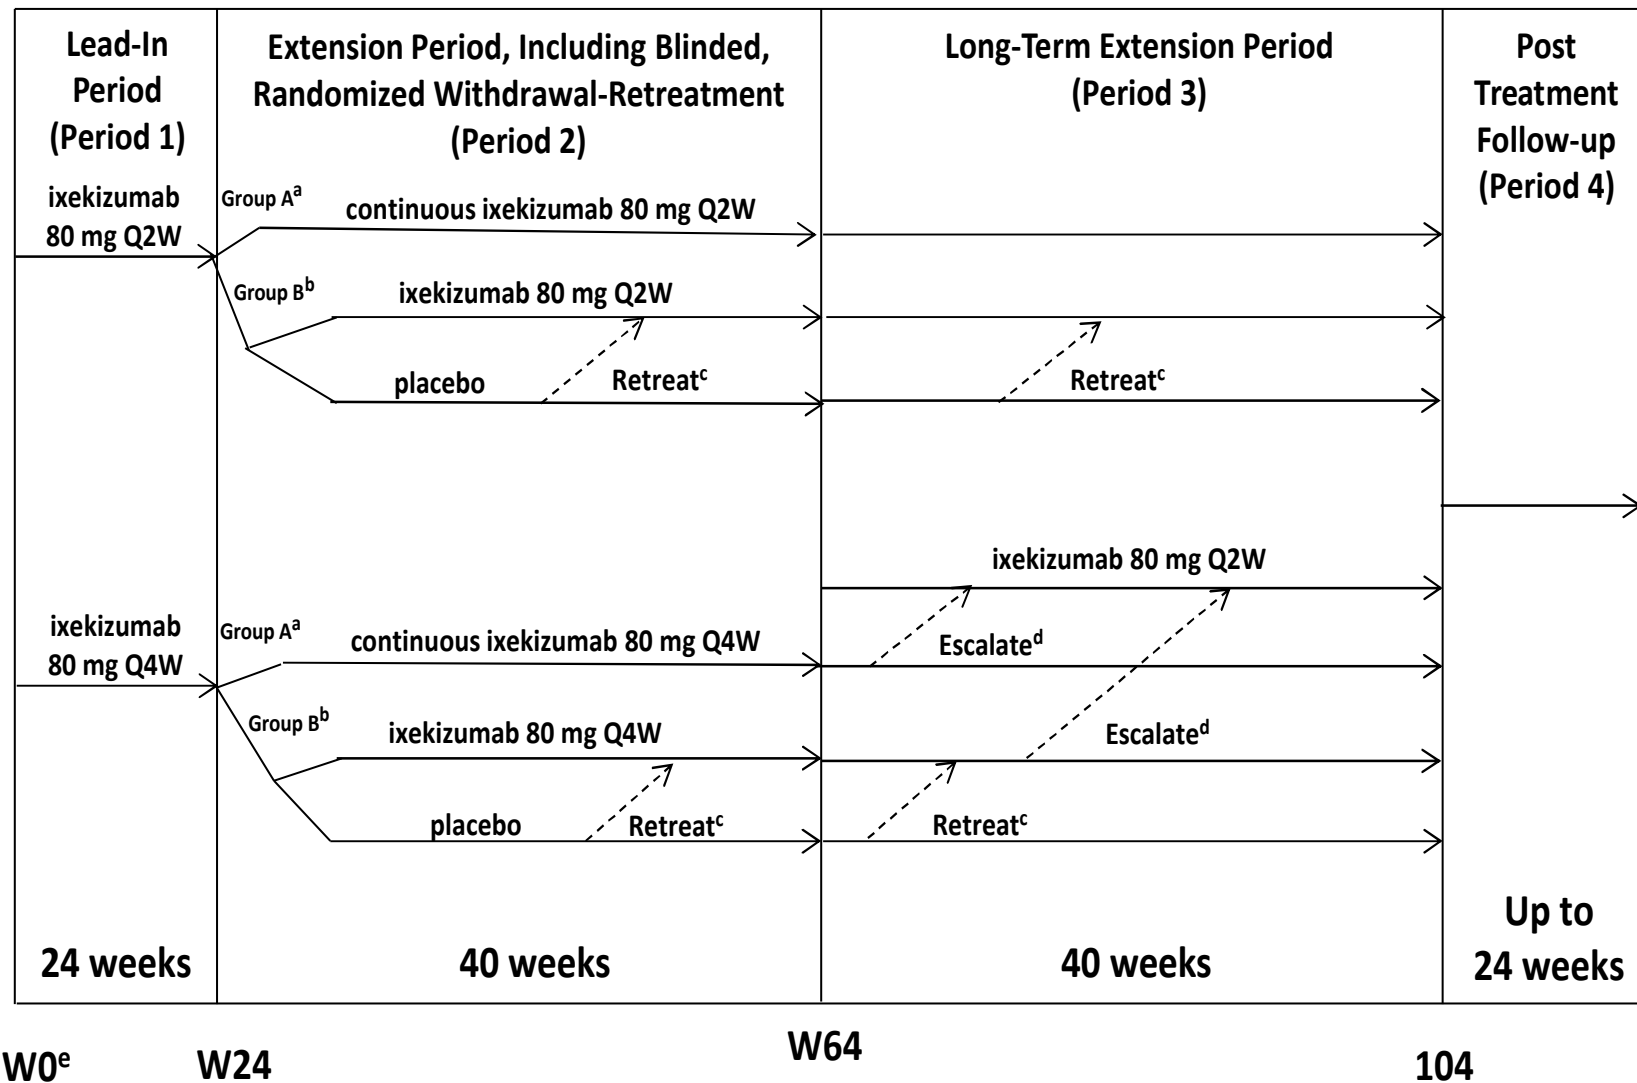 Lead-In
Period
(Period 1)
Extension Period, Including Blinded,
Randomized Withdrawal-Retreatment
(Period 2)
Long-Term Extension Period
(Period 3)
Post
Treatment
Follow-up
(Period 4)
ixekizumab
80 mg Q2W
Group Aa
continuous ixekizumab 80 mg Q2W
Group Bb
ixekizumab 80 mg Q2W
placebo
Retreatc
Retreatc
ixekizumab 80 mg Q2W
ixekizumab
80 mg Q4W
Group Aa
continuous ixekizumab 80 mg Q4W
Escalated
Group Bb
ixekizumab 80 mg Q4W
Escalated
placebo
Retreatc
Retreatc
24 weeks
40 weeks
40 weeks
Up to
24 weeks
W0e
W24
W64
104